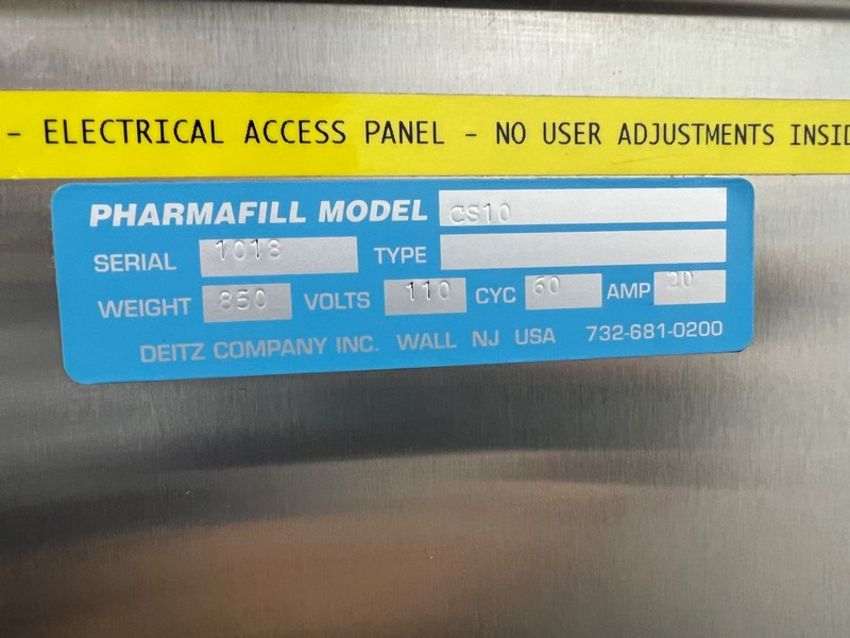 - ELECTRICAL ACCESS PANEL - NO USER ADJUSTMENTS INSID
PHARMAFILL MODEL CS10
SERIAL 1018 TYPE
WEIGHT 850 VOLTS 110 CYC 60 AMP 20
DEITZ COMPANY INC. WALL NJ USA 732-681-0200